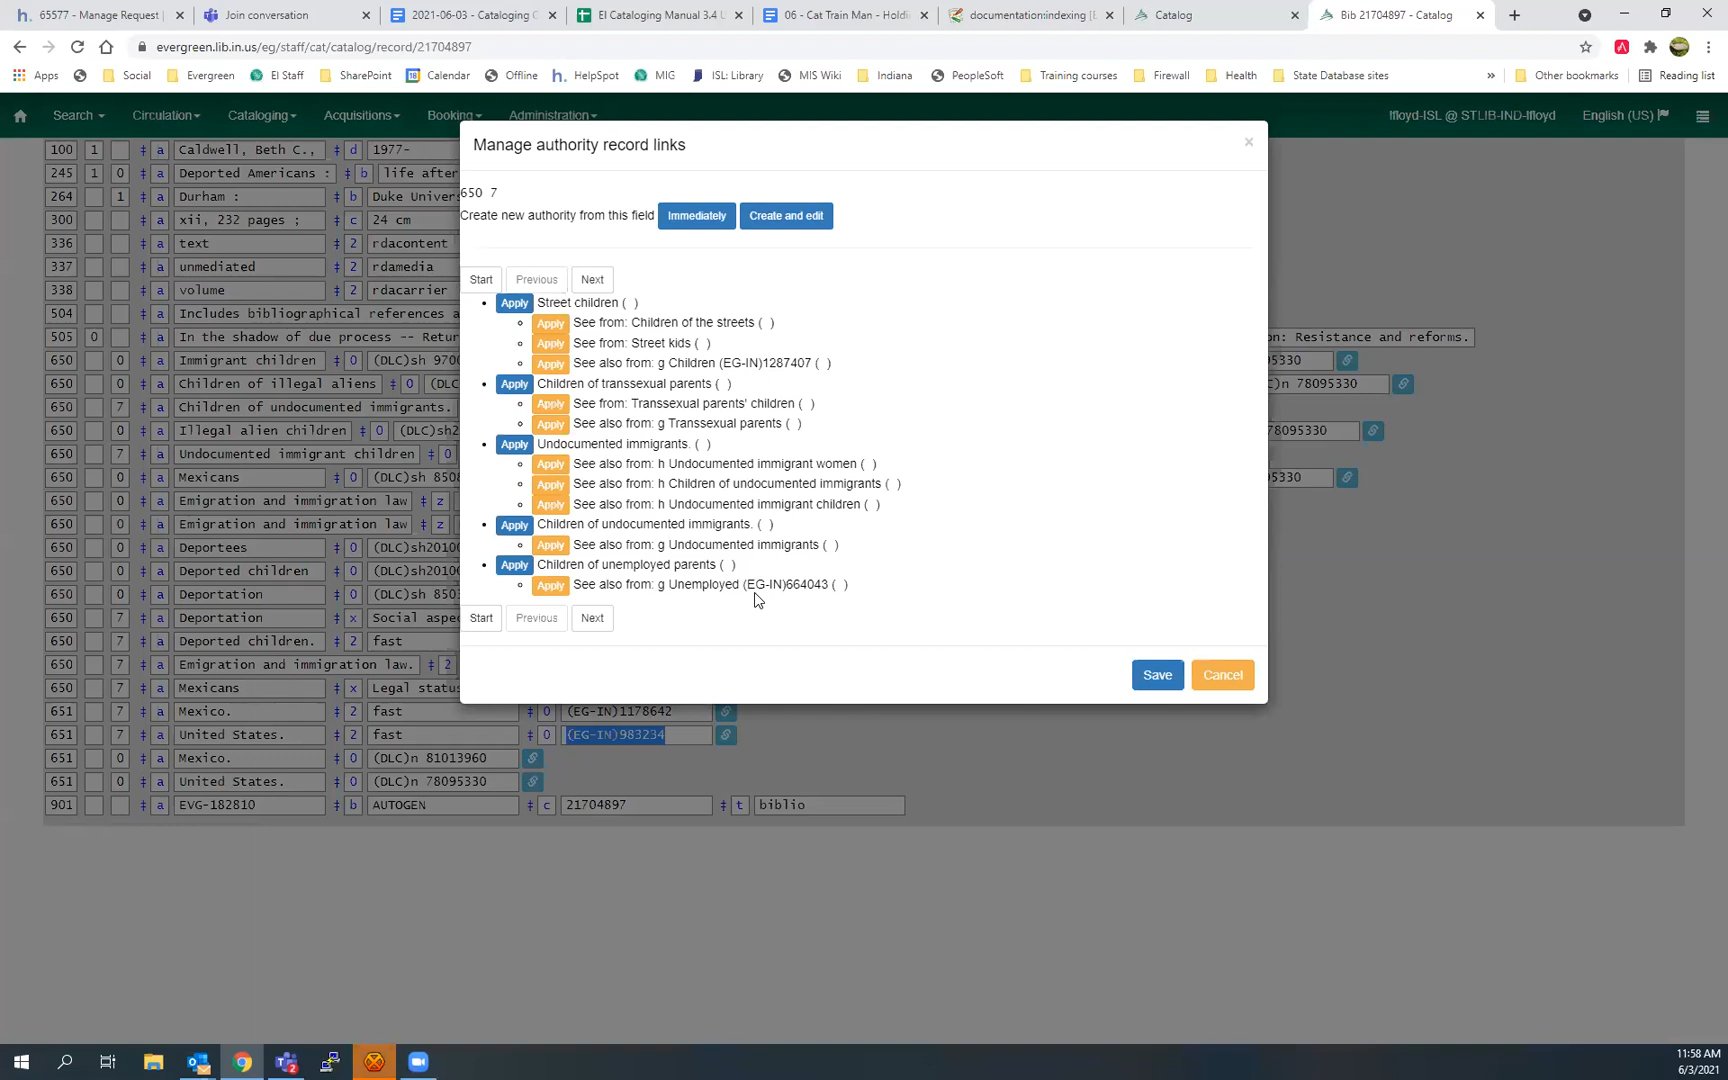 65577 - Manage Request | Join conversation 2021-06-03 - Cataloging EI Cataloging Manual 3.4 06 - Cat Train Man - Holdi documentation:indexing [E Catalog Bib 21704897 - Catalog
evergreen.lib.in.us/eg/staff/cat/catalog/record/21704897
Apps Social Evergreen EI Staff SharePoint Calendar Offline HelpSpot MIG ISL: Library MIS Wiki Indiana PeopleSoft Training courses Firewall Health State Database sites » Other bookmarks Reading list
Search Circulation Cataloging Acquisitions Booking Administration lfloyd-ISL @ STLIB-IND-lfloyd English (US)
Manage authority record links ×
650 7
Create new authority from this field Immediately Create and edit
Start Previous Next
Apply Street children ( )
Apply See from: Children of the streets ( )
Apply See from: Street kids ( )
Apply See also from: g Children (EG-IN)1287407 ( )
Apply Children of transsexual parents ( )
Apply See from: Transsexual parents' children ( )
Apply See also from: g Transsexual parents ( )
Apply Undocumented immigrants. ( )
Apply See also from: h Undocumented immigrant women ( )
Apply See also from: h Children of undocumented immigrants ( )
Apply See also from: h Undocumented immigrant children ( )
Apply Children of undocumented immigrants. ( )
Apply See also from: g Undocumented immigrants ( )
Apply Children of unemployed parents ( )
Apply See also from: g Unemployed (EG-IN)664043 ( )
Start Previous Next
Save Cancel
100 1 ‡ a Caldwell, Beth C., ‡ d 1977-
245 1 0 ‡ a Deported Americans : ‡ b life after
264 1 ‡ a Durham : ‡ b Duke Univers
300 ‡ a xii, 232 pages ; ‡ c 24 cm
336 ‡ a text ‡ 2 rdacontent
337 ‡ a unmediated ‡ 2 rdamedia
338 ‡ a volume ‡ 2 rdacarrier
504 ‡ a Includes bibliographical references a
505 0 ‡ a In the shadow of due process -- Retur on: Resistance and reforms.
650 0 ‡ a Immigrant children ‡ 0 (DLC)sh 9700 95330
650 0 ‡ a Children of illegal aliens ‡ 0 (D C)n 78095330
650 7 ‡ a Children of undocumented immigrants.
650 0 ‡ a Illegal alien children ‡ 0 (DLC)sh2 78095330
650 7 ‡ a Undocumented immigrant children ‡ 0
650 0 ‡ a Mexicans ‡ 0 (DLC)sh 8508 95330
650 0 ‡ a Emigration and immigration law ‡ z
650 0 ‡ a Emigration and immigration law ‡ z
650 0 ‡ a Deportees ‡ 0 (DLC)sh20100
650 0 ‡ a Deported children ‡ 0 (DLC)sh20100
650 0 ‡ a Deportation ‡ 0 (DLC)sh 8503
650 7 ‡ a Deportation ‡ x Social aspe
650 7 ‡ a Deported children. ‡ 2 fast
650 7 ‡ a Emigration and immigration law. ‡ 2
650 7 ‡ a Mexicans ‡ x Legal status
651 7 ‡ a Mexico. ‡ 2 fast ‡ 0 (EG-IN)1178642
651 7 ‡ a United States. ‡ 2 fast ‡ 0 (EG-IN)983234
651 0 ‡ a Mexico. ‡ 0 (DLC)n 81013960
651 0 ‡ a United States. ‡ 0 (DLC)n 78095330
901 ‡ a EVG-182810 ‡ b AUTOGEN ‡ c 21704897 ‡ t biblio
11:58 AM
6/3/2021